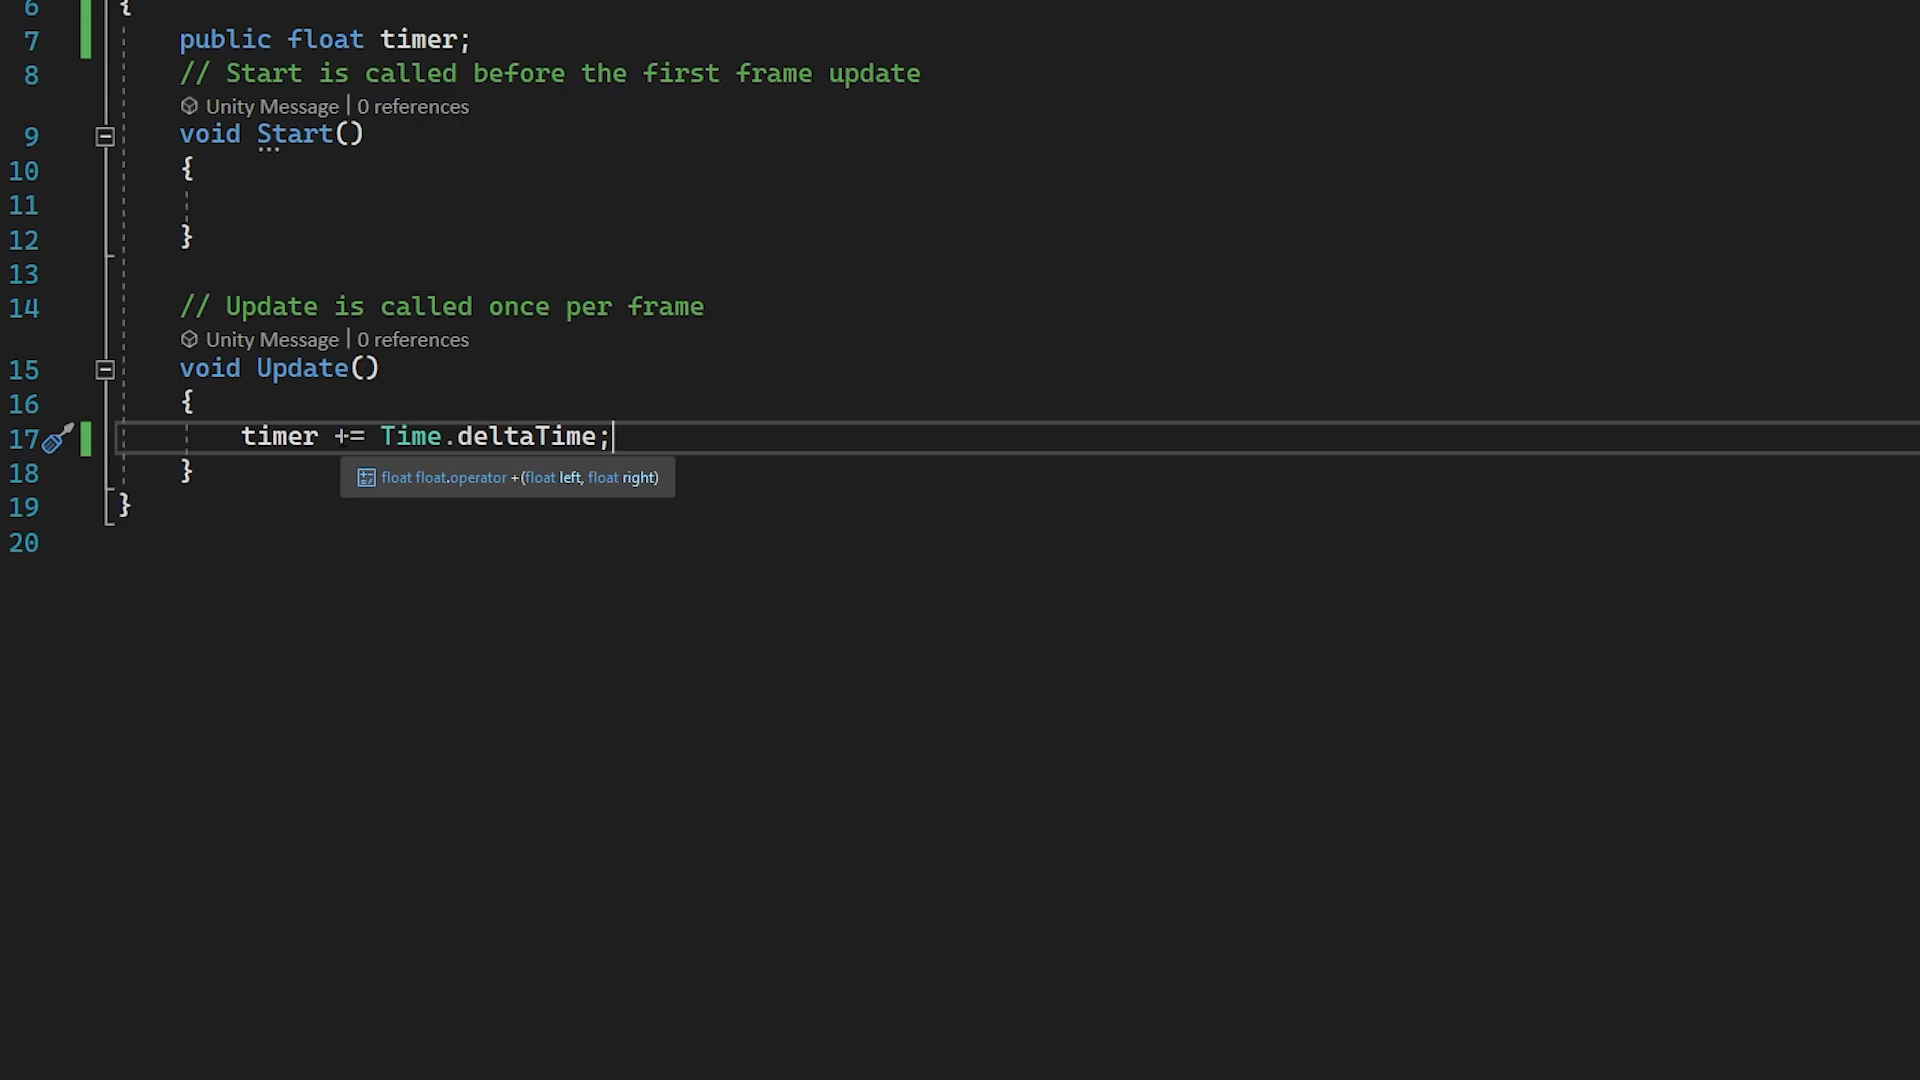 6 {
7 public float timer;
8 // Start is called before the first frame update
Unity Message | 0 references
9 void Start()
10 {
11
12 }
13
14 // Update is called once per frame
Unity Message | 0 references
15 void Update()
16 {
17 timer += Time.deltaTime;
float float.operator +(float left, float right)
18 }
19 }
20